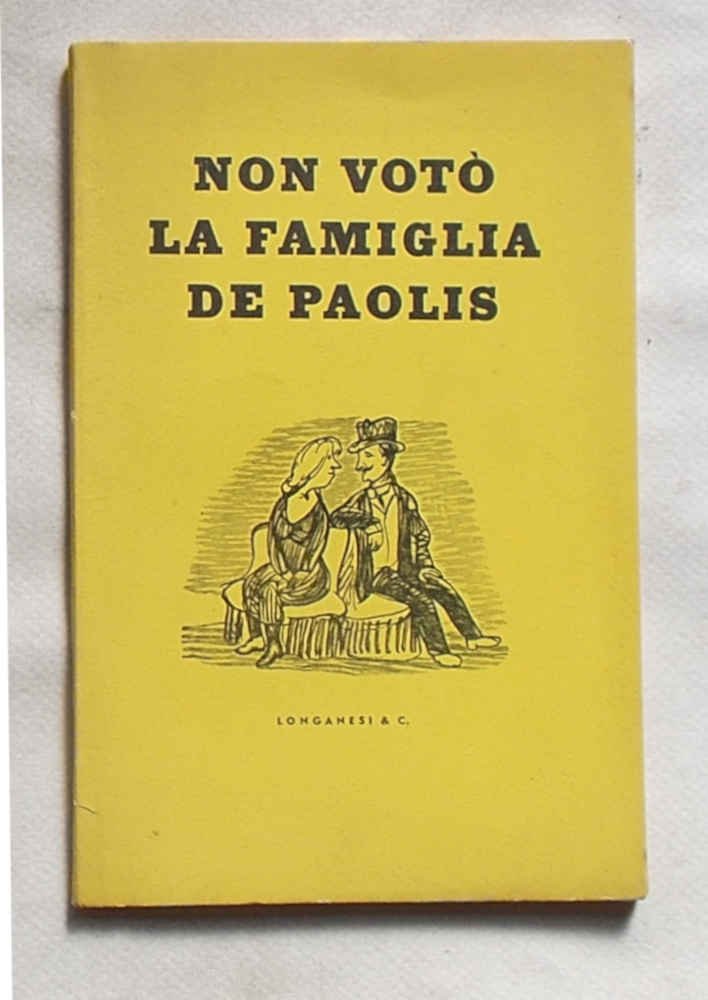 NON VOTÒ
LA FAMIGLIA
DE PAOLIS
LONGANESI & C.